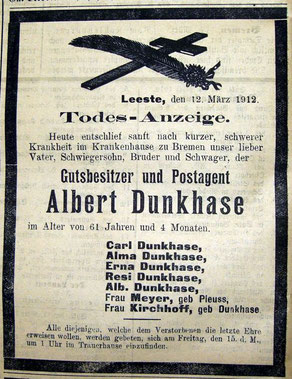 Leeste, den 12. März 1912.
Todes-Anzeige.
Heute entschlief sanft nach kurzer, schwerer
Krankheit im Krankenhause zu Bremen unser lieber
Vater, Schwiegersohn, Bruder und Schwager, der
Gutsbesitzer und Postagent
Albert Dunkhase
im Alter von 61 Jahren und 4 Monaten.
Carl Dunkhase,
Alma Dunkhase,
Erna Dunkhase,
Resi Dunkhase,
Alb. Dunkhase,
Frau Meyer, geb Pleuss,
Frau Kirchhoff, geb Dunkhase
Alle diejenigen, welche dem Verstorbenen die letzte Ehre
erweisen wollen, werden gebeten, sich am Freitag, den 15. d. M.,
um 1 Uhr im Trauerhause einzufinden.